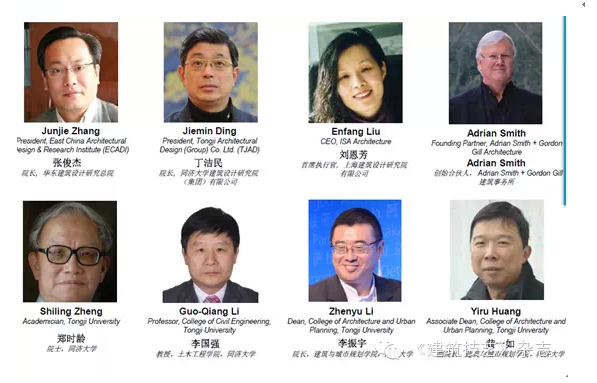 Junjie Zhang
President, East China Architectural
Design & Research Institute (ECADI)
张俊杰
院长, 华东建筑设计研究总院
Jiemin Ding
President, Tongji Architectural
Design (Group) Co. Ltd. (TJAD)
丁洁民
院长, 同济大学建筑设计研究院
(集团)有限公司
Enfang Liu
CEO, ISA Architecture
刘恩芳
首席执行官, 上海建筑设计研究院
有限公司
Adrian Smith
Founding Partner, Adrian Smith + Gordon
Gill Architecture
Adrian Smith
创始合伙人, Adrian Smith + Gordon Gill
建筑事务所
Shiling Zheng
Academician, Tongji University
郑时龄
院士, 同济大学
Guo-Qiang Li
Professor, College of Civil Engineering,
Tongji University
李国强
教授, 土木工程学院, 同济大学
Zhenyu Li
Dean, College of Architecture and Urban
Planning, Tongji University
李振宇
院长, 建筑与城市规划学院, 大学
Yiru Huang
Associate Dean, College of Architecture and Urban
Planning, Tongji University
黄一如
市规划学院, 同济大学
《建筑技艺》杂志